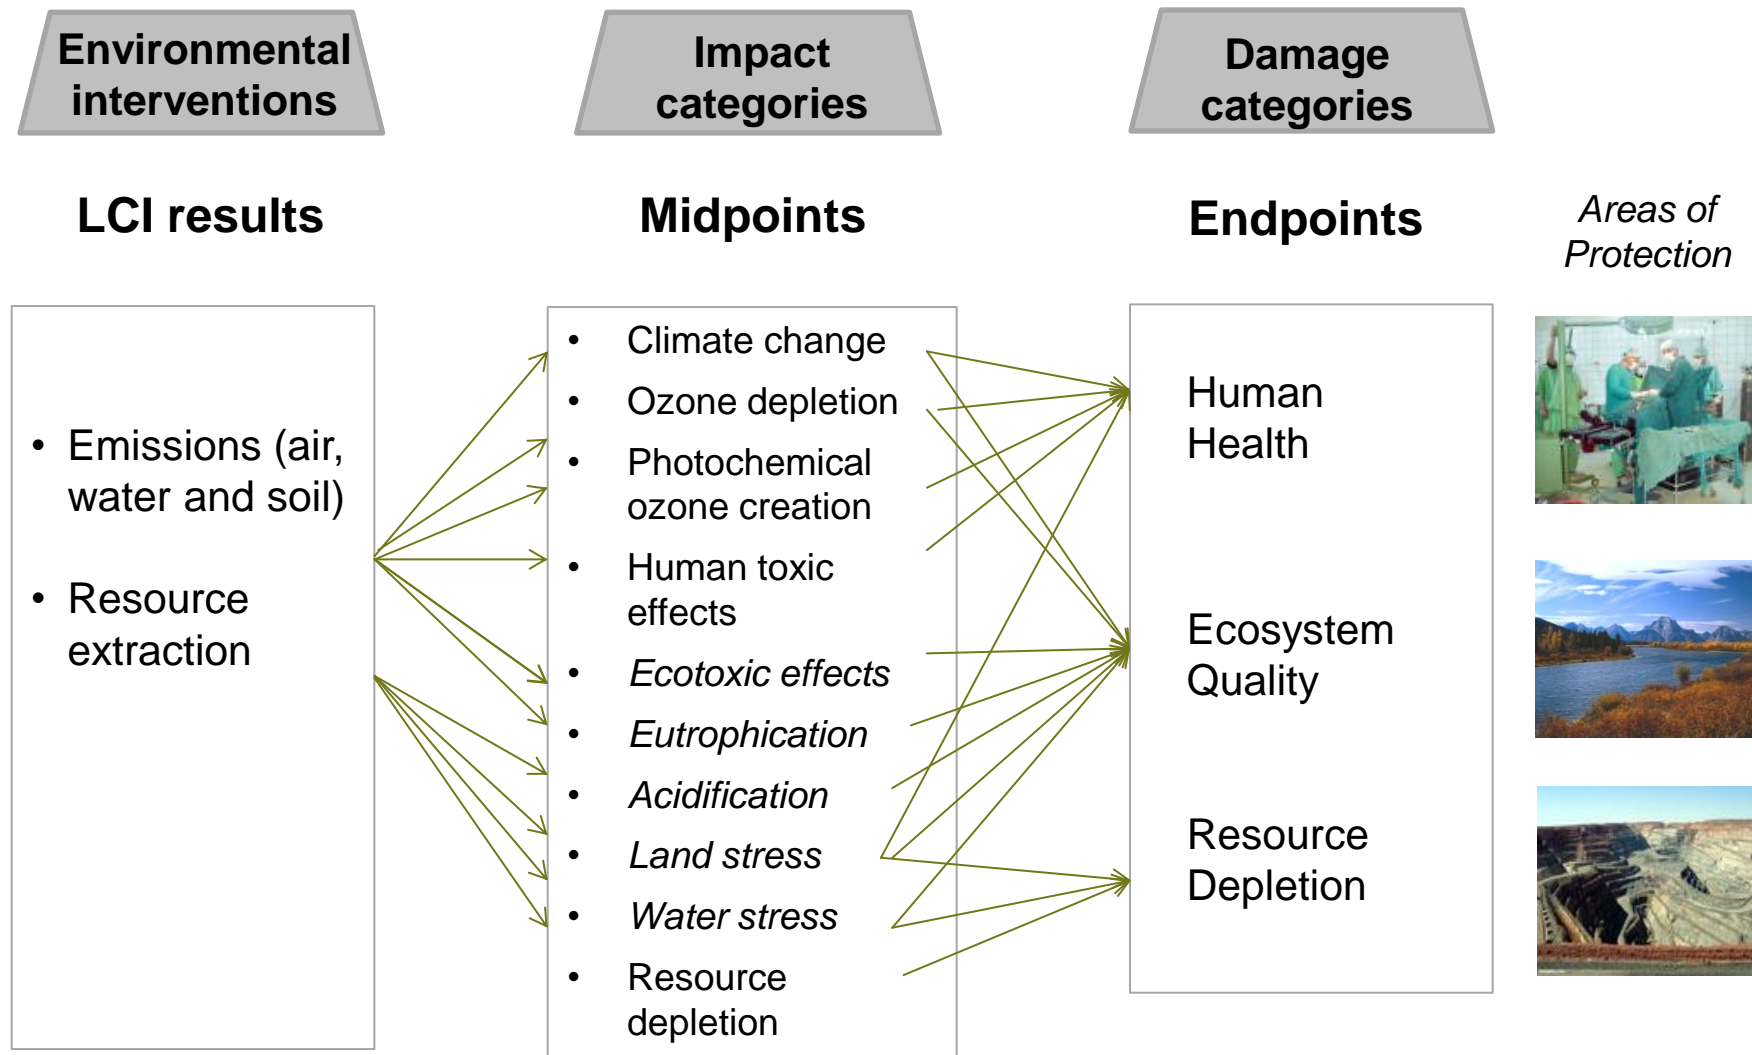 Environmental
interventions
Impact
categories
Damage
categories
LCI results
Midpoints
Endpoints
Areas of
Protection
• Emissions (air,
water and soil)
• Resource
extraction
• Climate change
• Ozone depletion
• Photochemical
ozone creation
• Human toxic
effects
• Ecotoxic effects
• Eutrophication
• Acidification
• Land stress
• Water stress
• Resource
depletion
Human
Health
Ecosystem
Quality
Resource
Depletion